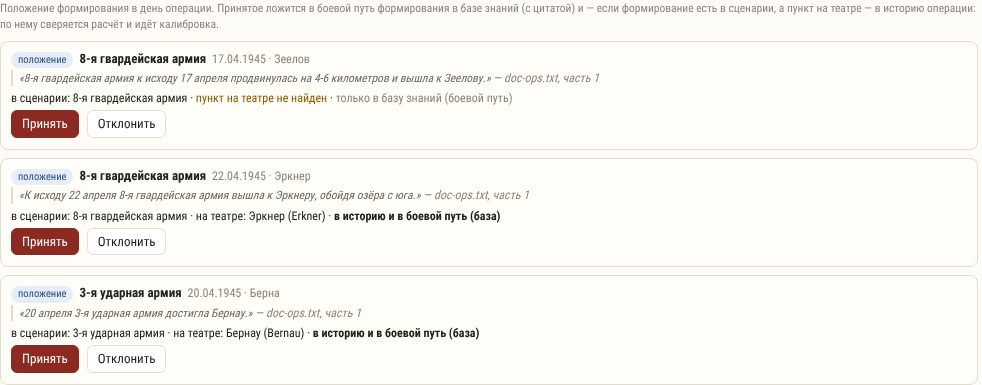 Положение формирования в день операции. Принятое ложится в боевой путь формирования в базе знаний (с цитатой) и — если формирование есть в сценарии, а пункт на театре — в историю операции:
по нему сверяется расчёт и идёт калибровка.
положение 8-я гвардейская армия 17.04.1945 · Зеелов
«8-я гвардейская армия к исходу 17 апреля продвинулась на 4-6 километров и вышла к Зеелову.» — doc-ops.txt, часть 1
в сценарии: 8-я гвардейская армия · пункт на театре не найден · только в базу знаний (боевой путь)
Принять Отклонить
положение 8-я гвардейская армия 22.04.1945 · Эркнер
«К исходу 22 апреля 8-я гвардейская армия вышла к Эркнеру, обойдя озёра с юга.» — doc-ops.txt, часть 1
в сценарии: 8-я гвардейская армия · на театре: Эркнер (Erkner) · в историю и в боевой путь (база)
Принять Отклонить
положение 3-я ударная армия 20.04.1945 · Берна
«20 апреля 3-я ударная армия достигла Бернау.» — doc-ops.txt, часть 1
в сценарии: 3-я ударная армия · на театре: Бернау (Bernau) · в историю и в боевой путь (база)
Принять Отклонить